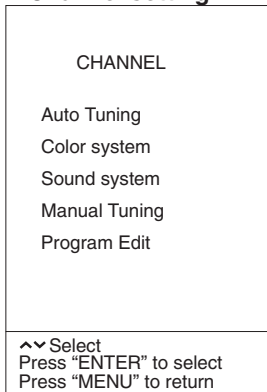 CHANNEL
Auto Tuning
Color system
Sound system
Manual Tuning
Program Edit
Select
Press “ENTER” to select
Press “MENU” to return